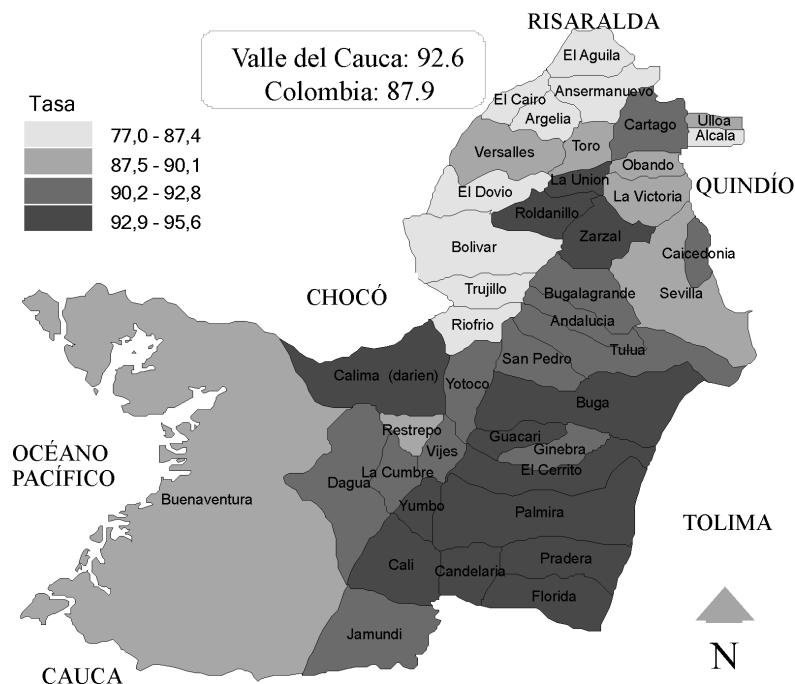 RISARALDA
Valle del Cauca: 92.6
Colombia: 87.9
Tasa
77,0 - 87,4
87,5 - 90,1
90,2 - 92,8
92,9 - 95,6
El Aguila
Ansermanuevo
El Cairo
Argelia
Cartago
Ulloa
Alcala
Versalles
Toro
Obando
La Union
El Dovio
La Victoria
QUINDÍO
Roldanillo
Zarzal
Bolivar
Caicedonia
CHOCÓ
Trujillo
Bugalagrande
Sevilla
Riofrio
Andalucia
Tulua
San Pedro
Calima (darien)
Yotoco
Buga
Restrepo
Guacari
Ginebra
OCÉANO
PACÍFICO
Vijes
La Cumbre
El Cerrito
Dagua
Buenaventura
Yumbo
Palmira
TOLIMA
Cali
Candelaria
Pradera
Florida
Jamundi
N
CAUCA